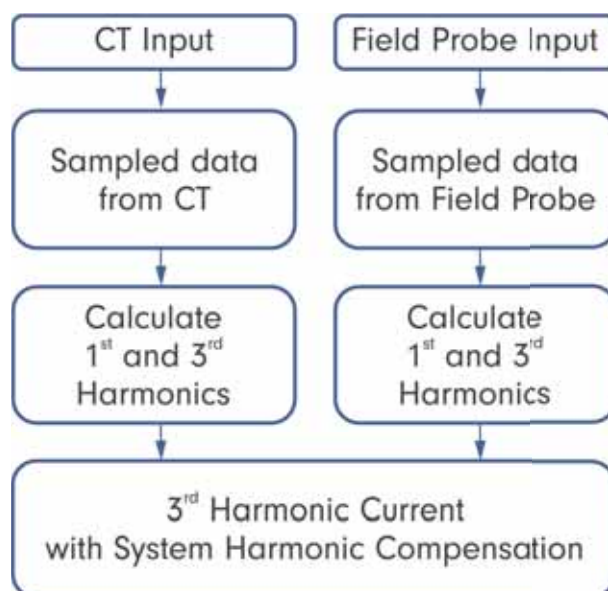 CT Input
Field Probe Input
Sampled data
from CT
Sampled data
from Field Probe
Calculate
1st and 3rd
Harmonics
Calculate
1st and 3rd
Harmonics
3rd Harmonic Current
with System Harmonic Compensation